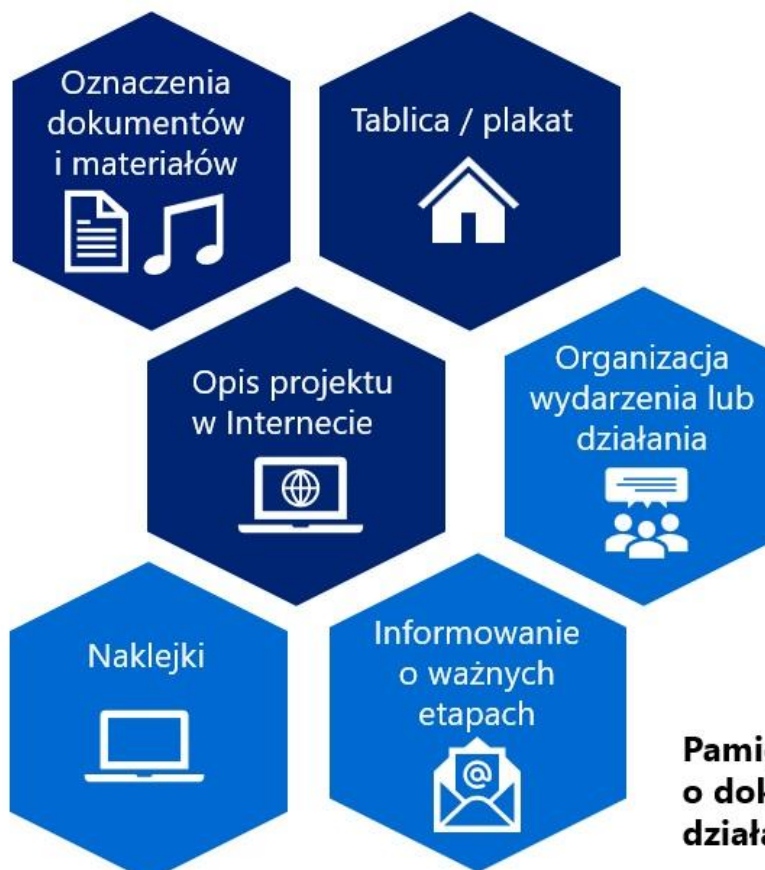 Oznaczenia
dokumentów
i materiałów
Tablica / plakat
Opis projektu
w Internecie
Organizacja
wydarzenia lub
działania
Naklejki
Informowanie
o ważnych
etapach
@
o